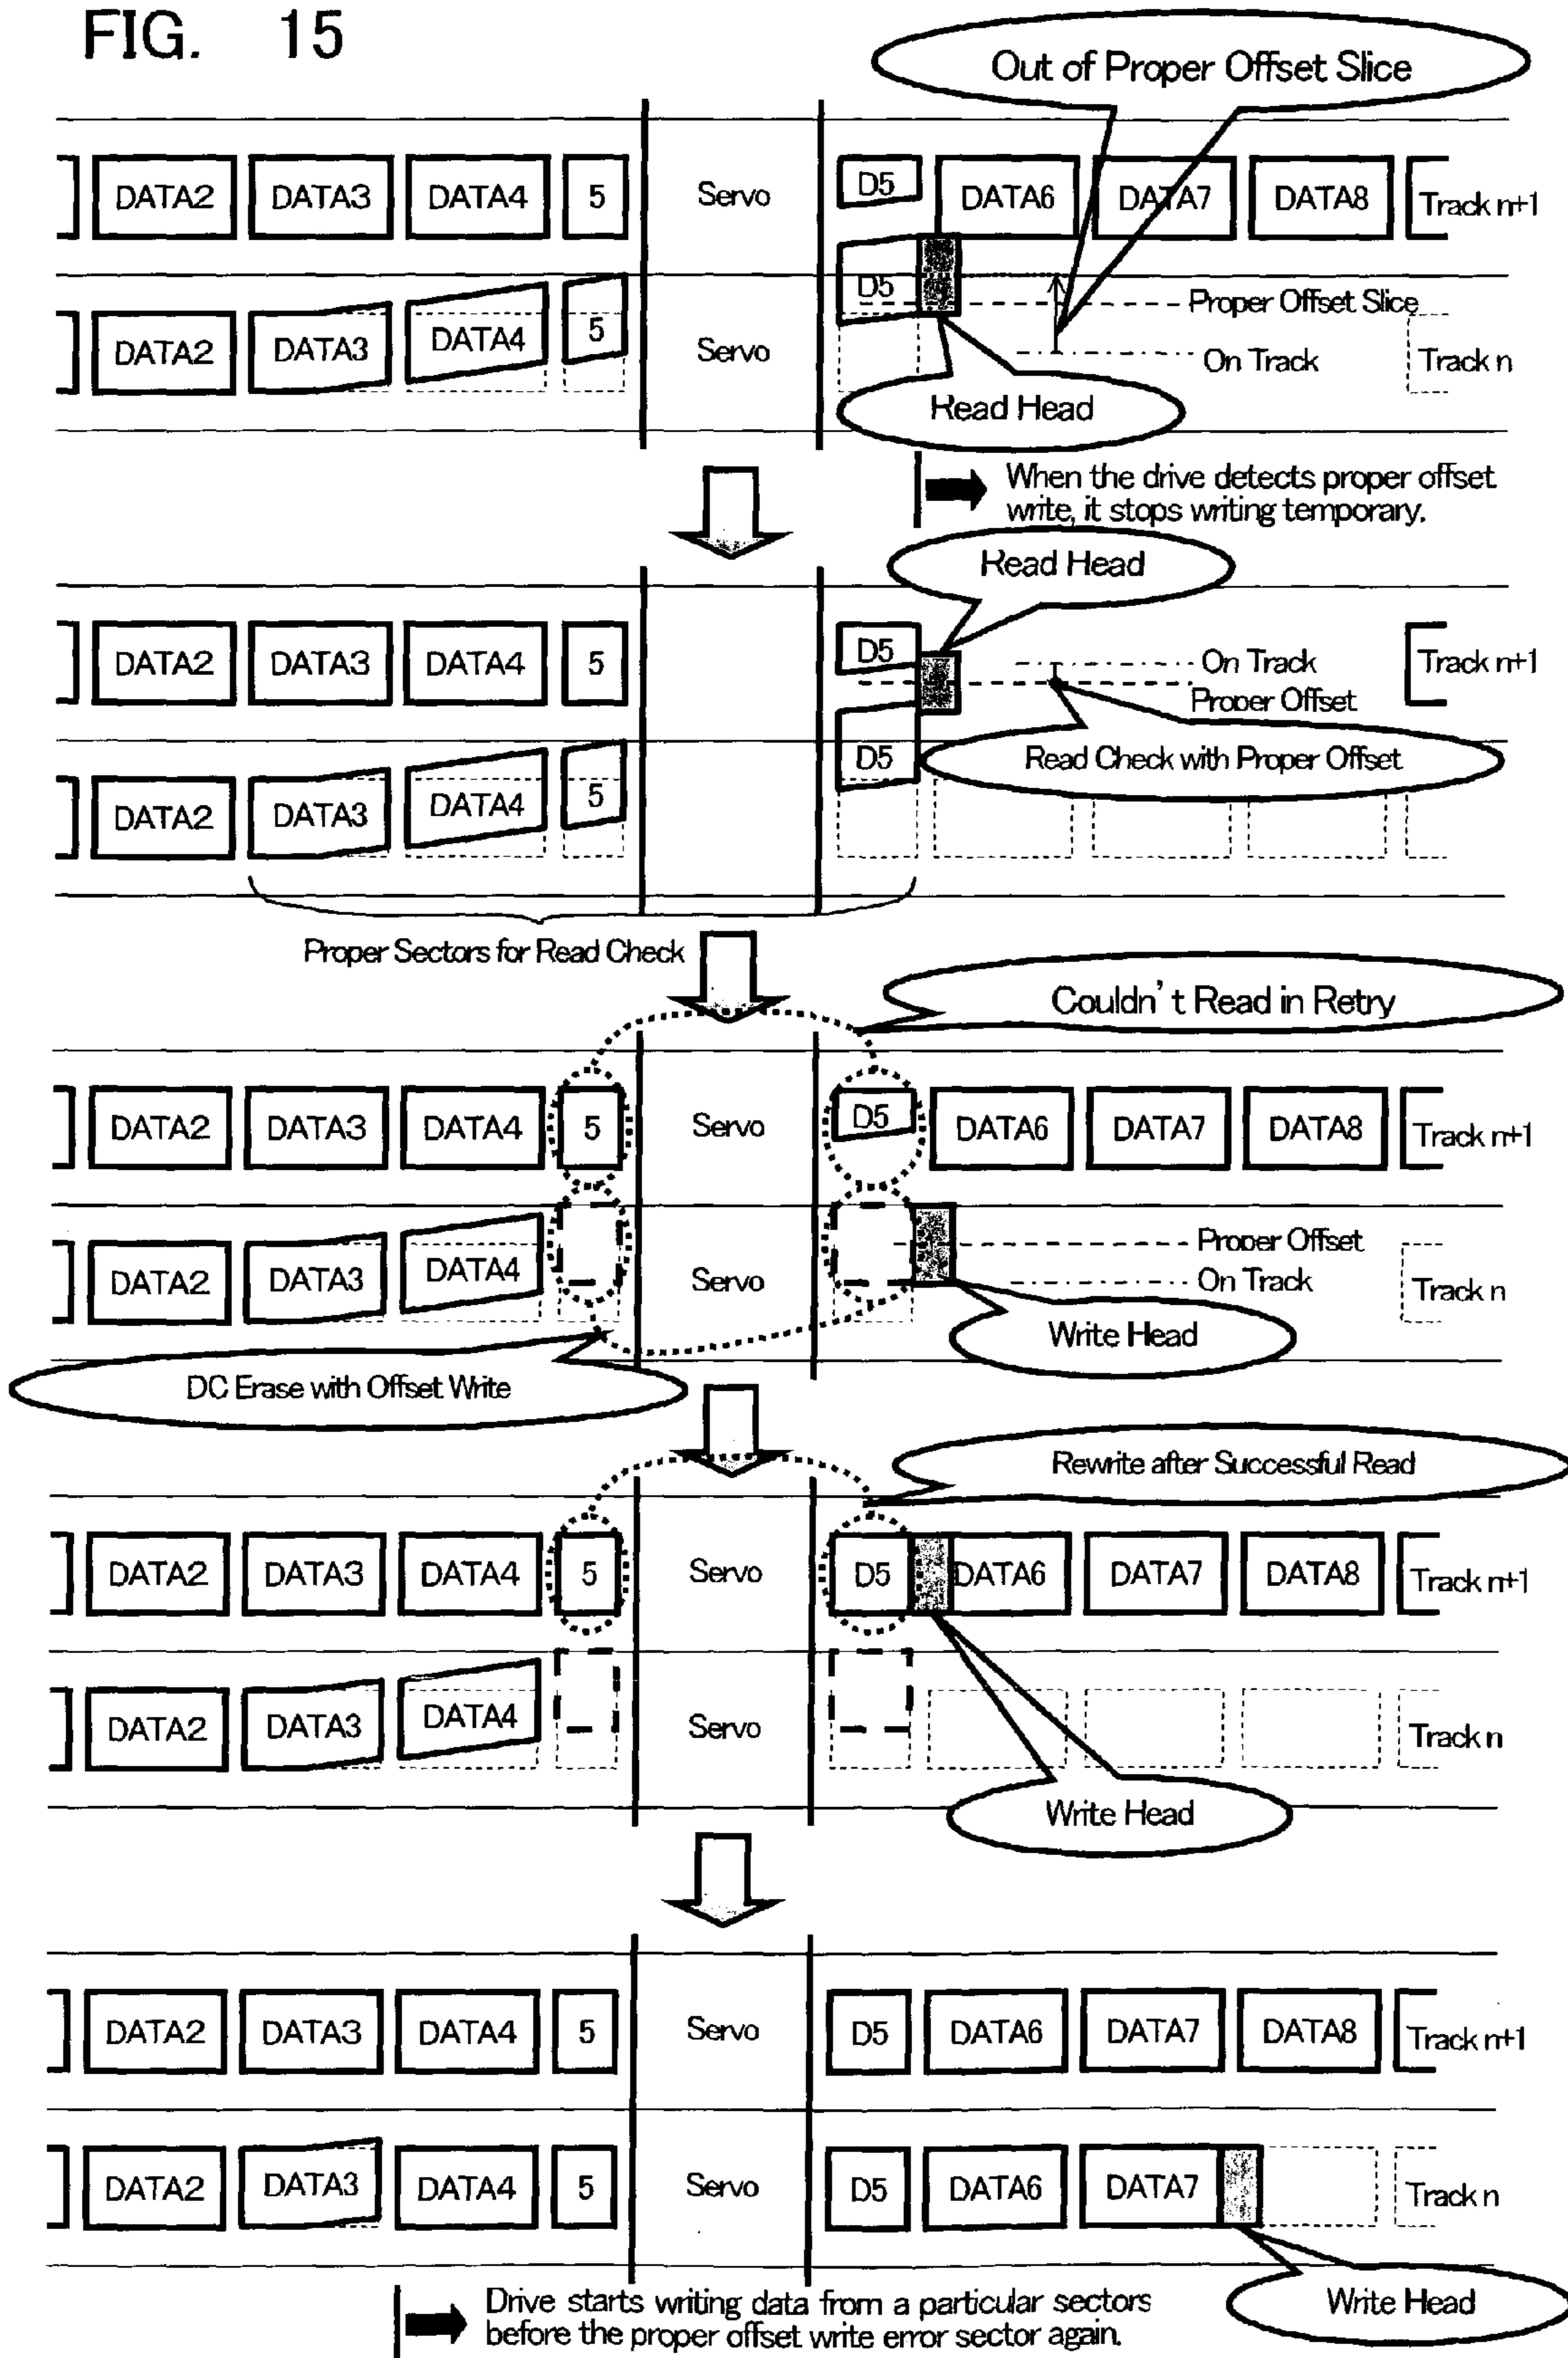 FIG. 15
Out of Proper Offset Slice
DATA2 DATA3 DATA4 5 Servo D5 DATA6 DATA7 DATA8 Track n+1
D5
Proper Offset Slice
DATA2 DATA3 DATA4 5 Servo On Track Track n
Read Head
When the drive detects proper offset
write, it stops writing temporary.
Read Head
DATA2 DATA3 DATA4 5 D5 On Track Track n+1
Proper Offset
D5 Read Check with Proper Offset
DATA2 DATA3 DATA4 5
Proper Sectors for Read Check
Couldn't Read in Retry
DATA2 DATA3 DATA4 5 Servo D5 DATA6 DATA7 DATA8 Track n+1
Proper Offset
DATA2 DATA3 DATA4 Servo On Track Track n
Write Head
DC Erase with Offset Write
Rewrite after Successful Read
DATA2 DATA3 DATA4 5 Servo D5 DATA6 DATA7 DATA8 Track n+1
DATA2 DATA3 DATA4 Servo Track n
Write Head
DATA2 DATA3 DATA4 5 Servo D5 DATA6 DATA7 DATA8 Track n+1
DATA2 DATA3 DATA4 5 Servo D5 DATA6 DATA7 Track n
Write Head
Drive starts writing data from a particular sectors
before the proper offset write error sector again.